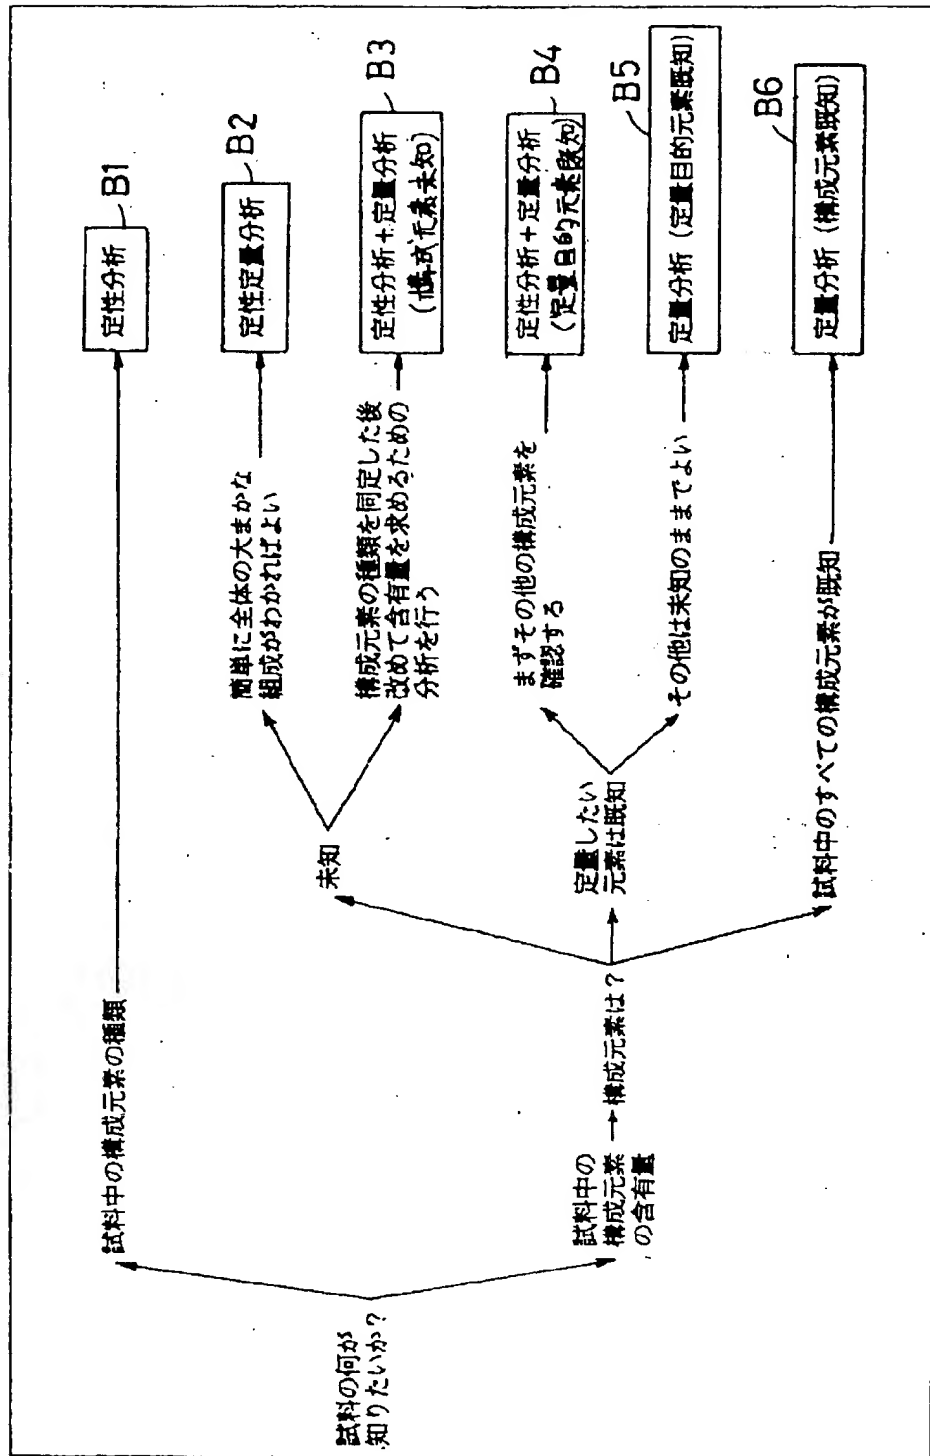 試料の何が
知りたいか?
試料中の構成元素の種類
定性分析
B1
試料中の
構成元素
の含有量
構成元素は?
未知
簡単に全体の大まかな
組成がわかればよい
定性定量分析
B2
構成元素の種類を同定した後
改めて含有量を求めるための
分析を行う
定性分析+定量分析
(構成元素未知)
B3
定量したい
元素は既知
まずその他の構成元素を
確認する
定性分析+定量分析
(定量目的元素既知)
B4
その他は未知のままでよい
定量分析(定量目的元素既知)
B5
試料中のすべての構成元素が既知
定量分析(構成元素既知)
B6